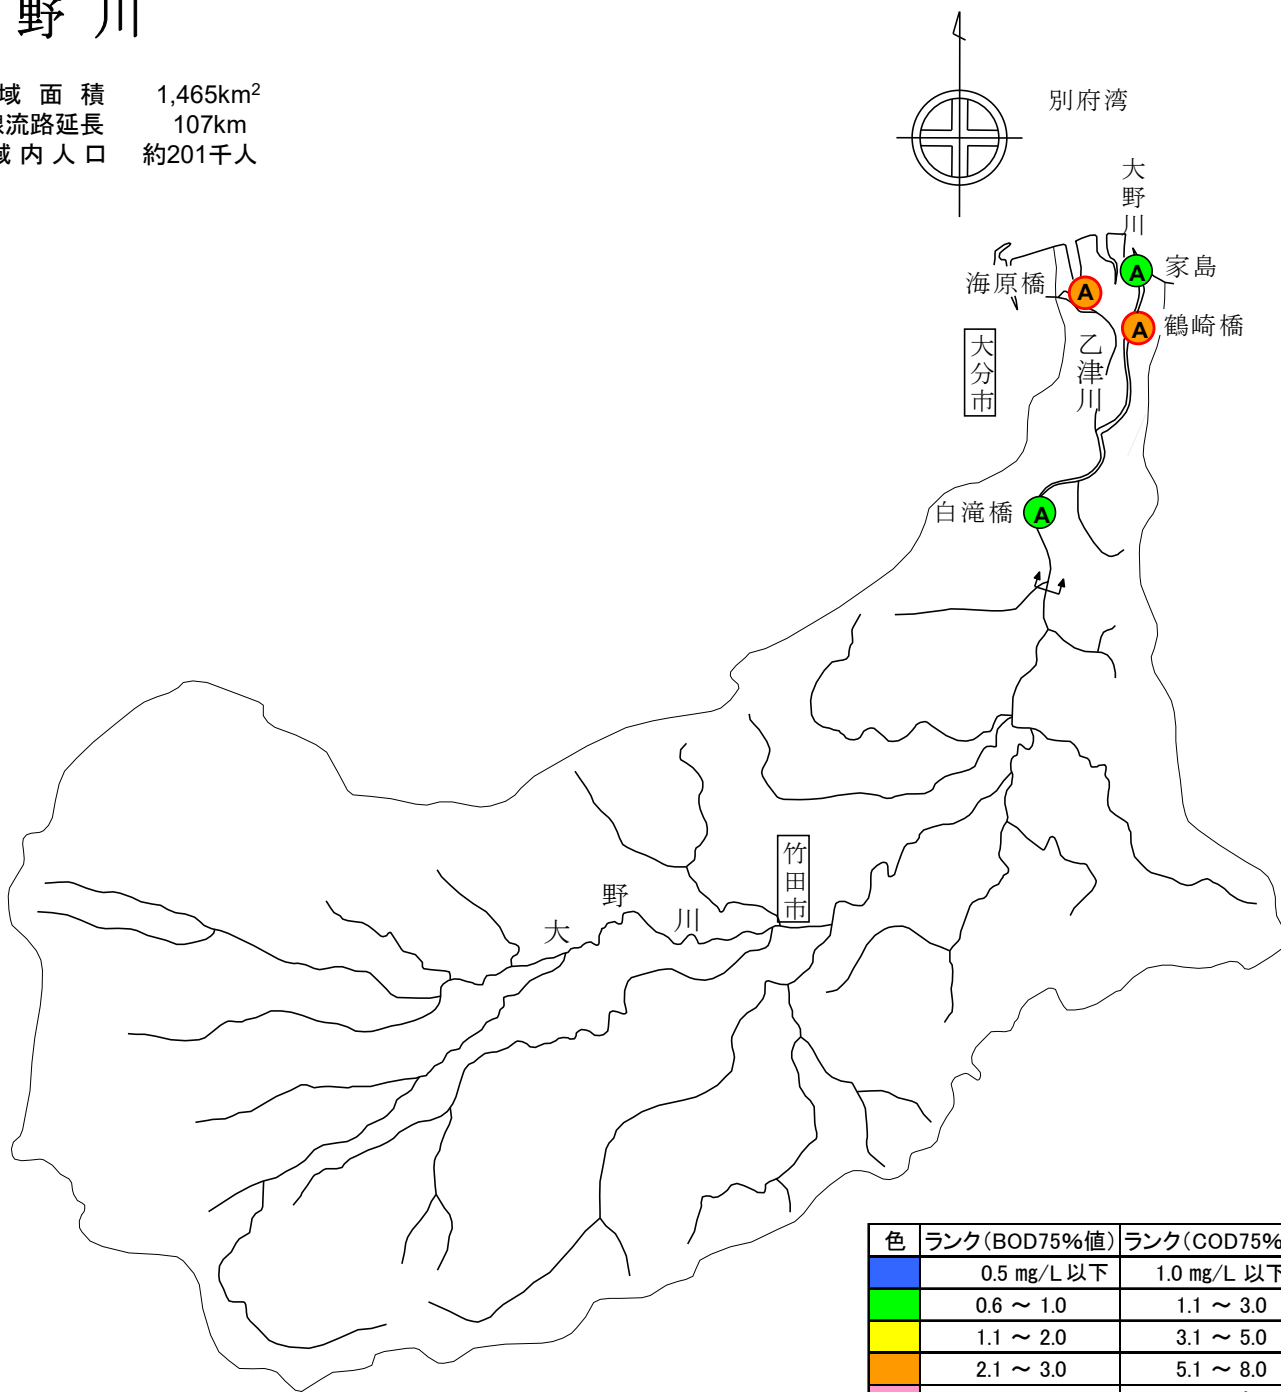 野川
域面積 1,465km²
流路延長 107km
域内人口 約201千人
別府湾
大野川
家島
海原橋
A
A
A
鶴崎橋
大分市
乙津川
白滝橋
A
竹田市
大野川
色 ランク(BOD75%値) ランク(COD75%
0.5 mg/L 以下 1.0 mg/L 以下
0.6 ～ 1.0 1.1 ～ 3.0
1.1 ～ 2.0 3.1 ～ 5.0
2.1 ～ 3.0 5.1 ～ 8.0